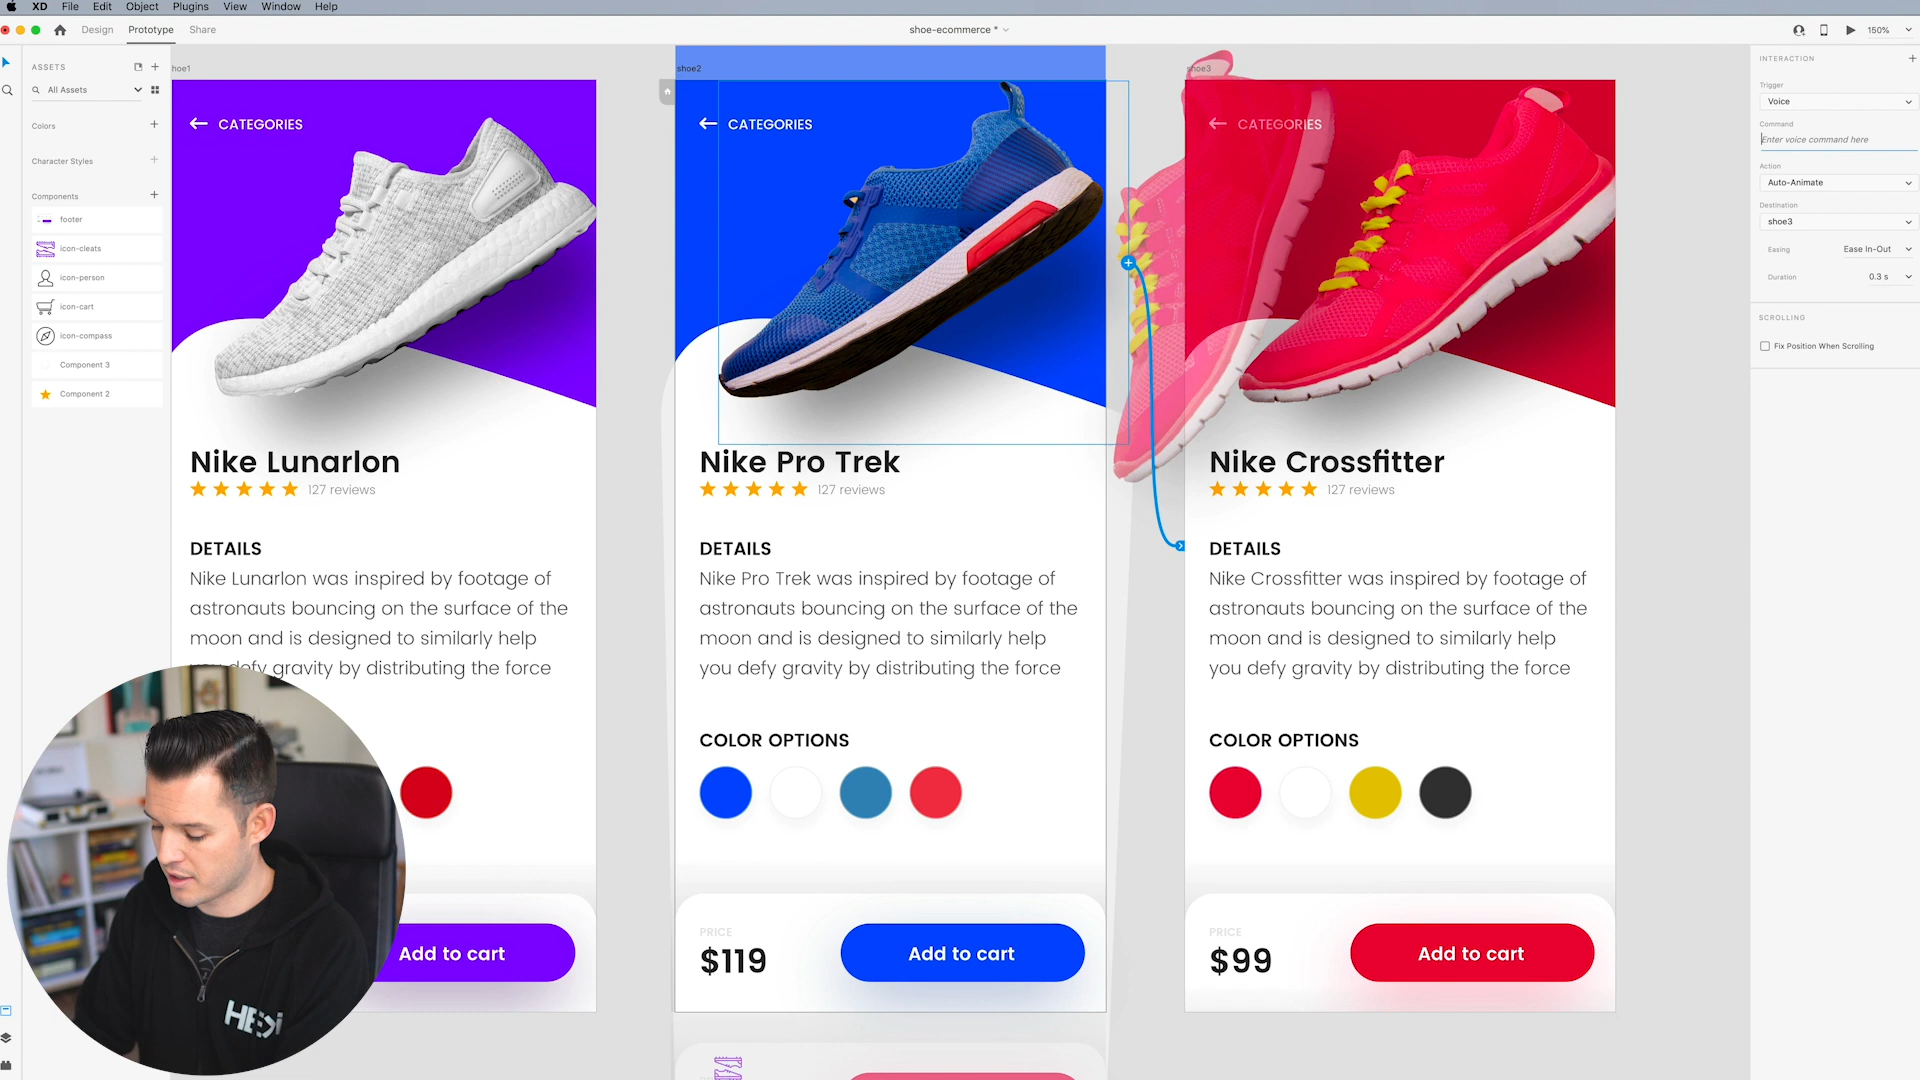 XD File Edit Object Plugins View Window Help
Design Prototype Share
shoe-ecommerce *
150%
ASSETS
All Assets
Colors
Character Styles
Components
footer
icon-cleats
icon-person
icon-cart
icon-compass
Component 3
Component 2
hoe1
CATEGORIES
Nike Lunarlon
127 reviews
DETAILS
Nike Lunarlon was inspired by footage of
astronauts bouncing on the surface of the
moon and is designed to similarly help
you defy gravity by distributing the force
Add to cart
shoe2
CATEGORIES
Nike Pro Trek
127 reviews
DETAILS
Nike Pro Trek was inspired by footage of
astronauts bouncing on the surface of the
moon and is designed to similarly help
you defy gravity by distributing the force
COLOR OPTIONS
PRICE
$119
Add to cart
shoe3
CATEGORIES
Nike Crossfitter
127 reviews
DETAILS
Nike Crossfitter was inspired by footage of
astronauts bouncing on the surface of the
moon and is designed to similarly help
you defy gravity by distributing the force
COLOR OPTIONS
PRICE
$99
Add to cart
INTERACTION
Trigger
Voice
Command
Enter voice command here
Action
Auto-Animate
Destination
shoe3
Easing Ease In-Out
Duration 0.3 s
SCROLLING
Fix Position When Scrolling